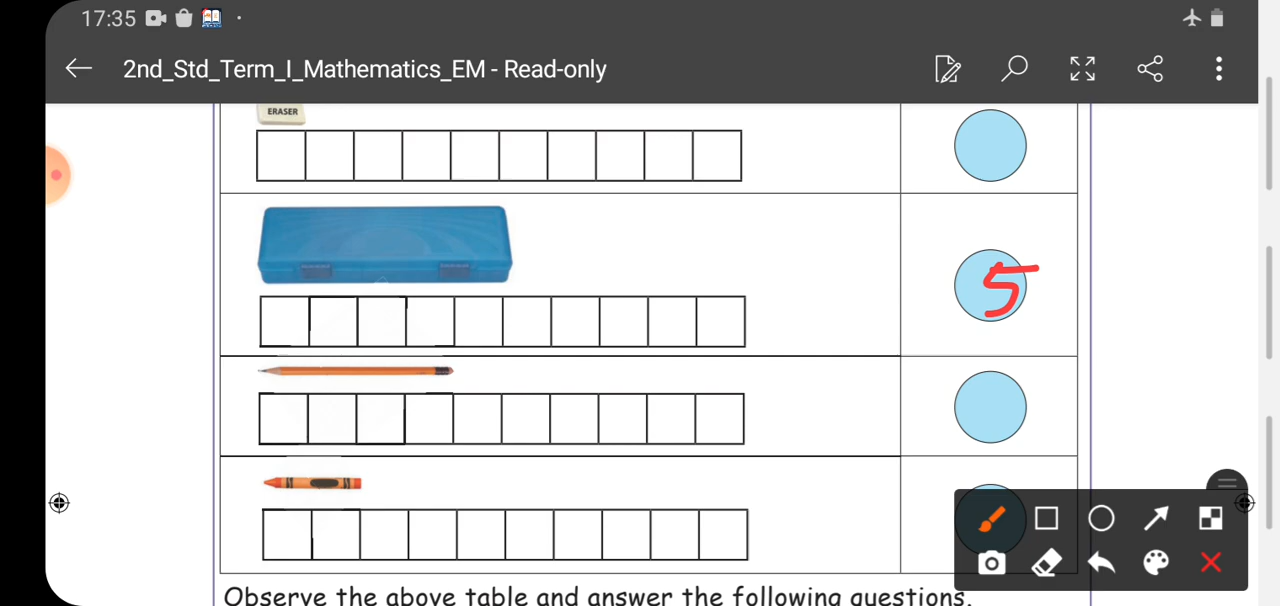 17:35
2nd_Std_Term_I_Mathematics_EM - Read-only
ERASER
5
Observe the above table and answer the following questions.